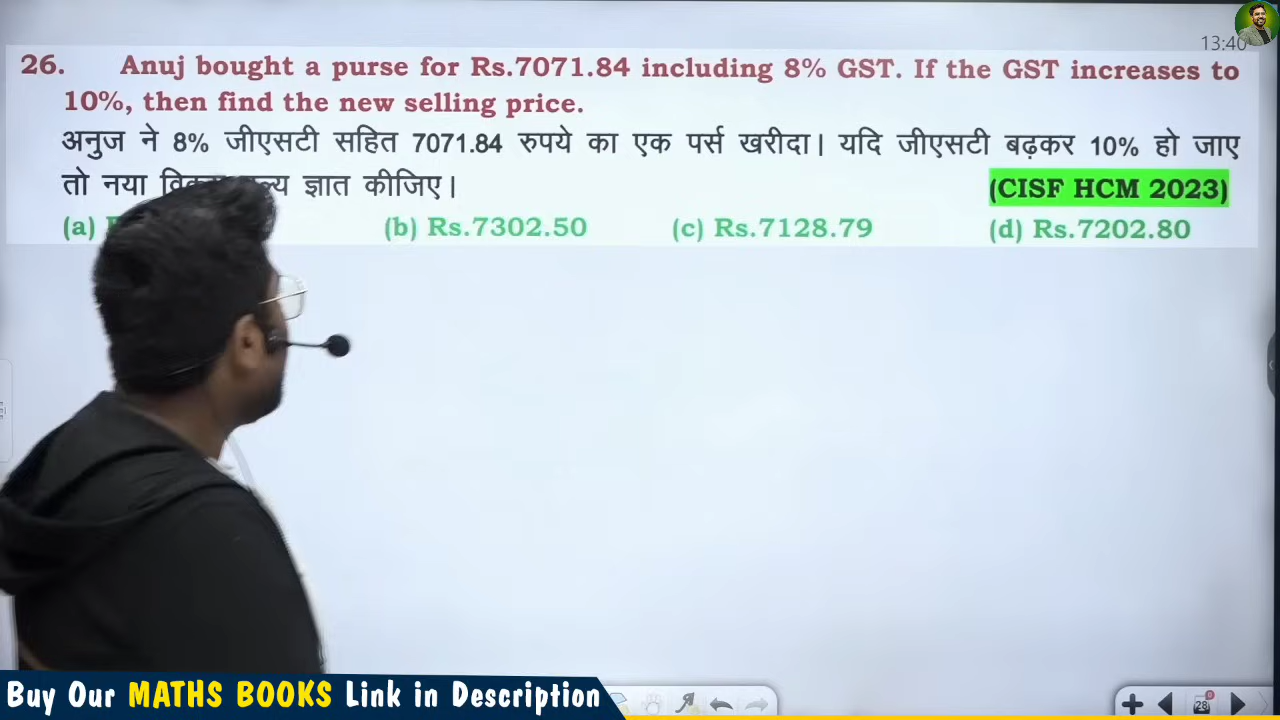 13:40
26. Anuj bought a purse for Rs.7071.84 including 8% GST. If the GST increases to
10%, then find the new selling price.
अनुज ने 8% जीएसटी सहित 7071.84 रुपये का एक पर्स खरीदा। यदि जीएसटी बढ़कर 10% हो जाए
तो नया ज्ञात कीजिए।
(CISF HCM 2023)
(a) (b) Rs.7302.50 (c) Rs.7128.79 (d) Rs.7202.80
Buy Our MATHS BOOKS Link in Description
28